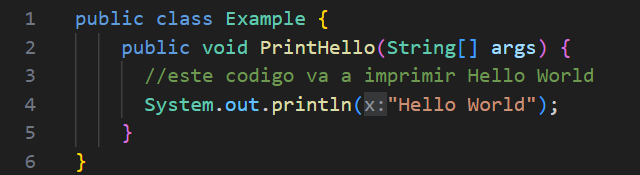 1 public class Example {
2 public void PrintHello(String[] args) {
3 //este codigo va a imprimir Hello World
4 System.out.println(x:"Hello World");
5 }
6 }